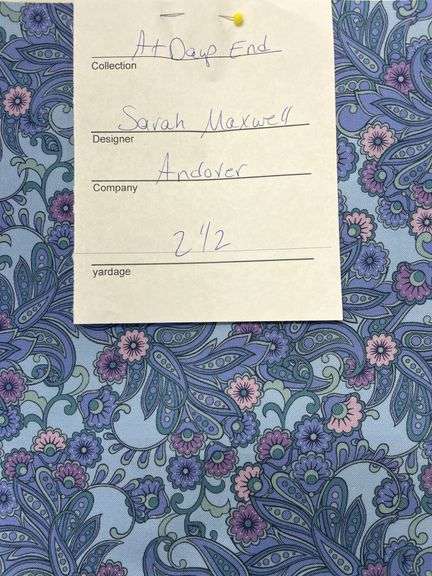 At Days End
Collection
Sarah Maxwell
Designer
Andover
Company
2 1/2
yardage